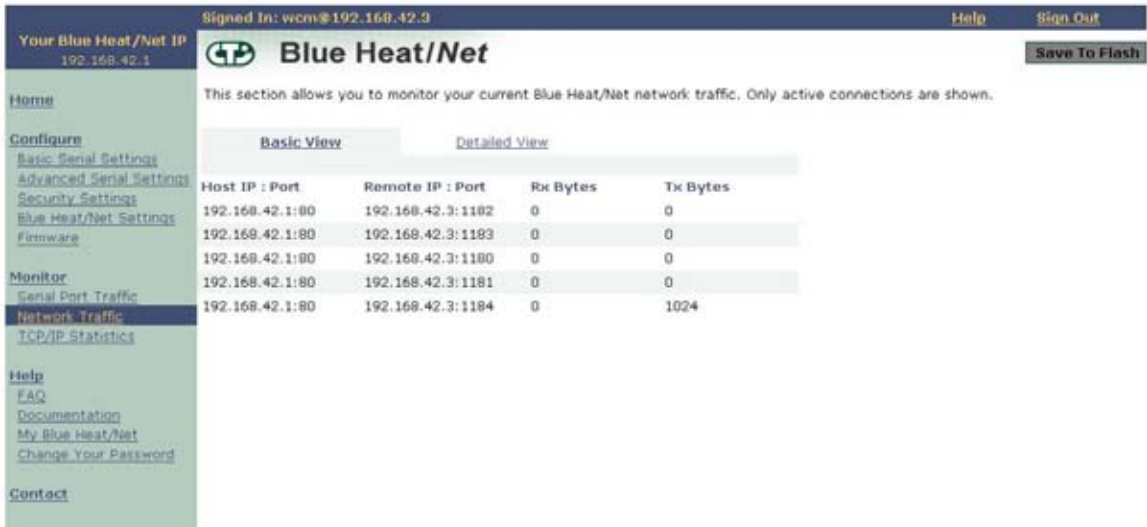 Signed In: wcm@192.168.42.3 Help Sign Out
Your Blue Heat/Net IP
192.168.42.1
Blue Heat/Net
Save To Flash
Home
Configure
Basic Serial Settings
Advanced Serial Settings
Security Settings
Blue Heat/Net Settings
Firmware
Monitor
Serial Port Traffic
Network Traffic
TCP/IP Statistics
Help
FAQ
Documentation
My Blue Heat/Net
Change Your Password
Contact
This section allows you to monitor your current Blue Heat/Net network traffic. Only active connections are shown.
Basic View Detailed View
Host IP : Port Remote IP : Port Rx Bytes Tx Bytes
192.168.42.1:80 192.168.42.3:1182 0 0
192.168.42.1:80 192.168.42.3:1183 0 0
192.168.42.1:80 192.168.42.3:1180 0 0
192.168.42.1:80 192.168.42.3:1181 0 0
192.168.42.1:80 192.168.42.3:1184 0 1024